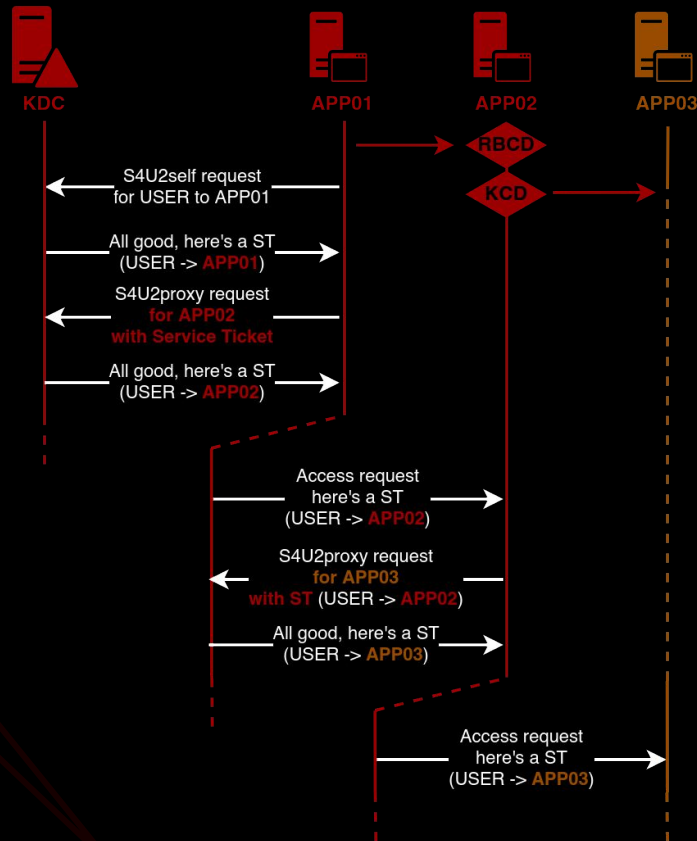 KDC
APP01
APP02
APP03
RBCD
KCD
S4U2self request
for USER to APP01
All good, here's a ST
(USER -> APP01)
S4U2proxy request
for APP02
with Service Ticket
All good, here's a ST
(USER -> APP02)
Access request
here's a ST
(USER -> APP02)
S4U2proxy request
for APP03
with ST (USER -> APP02)
All good, here's a ST
(USER -> APP03)
Access request
here's a ST
(USER -> APP03)